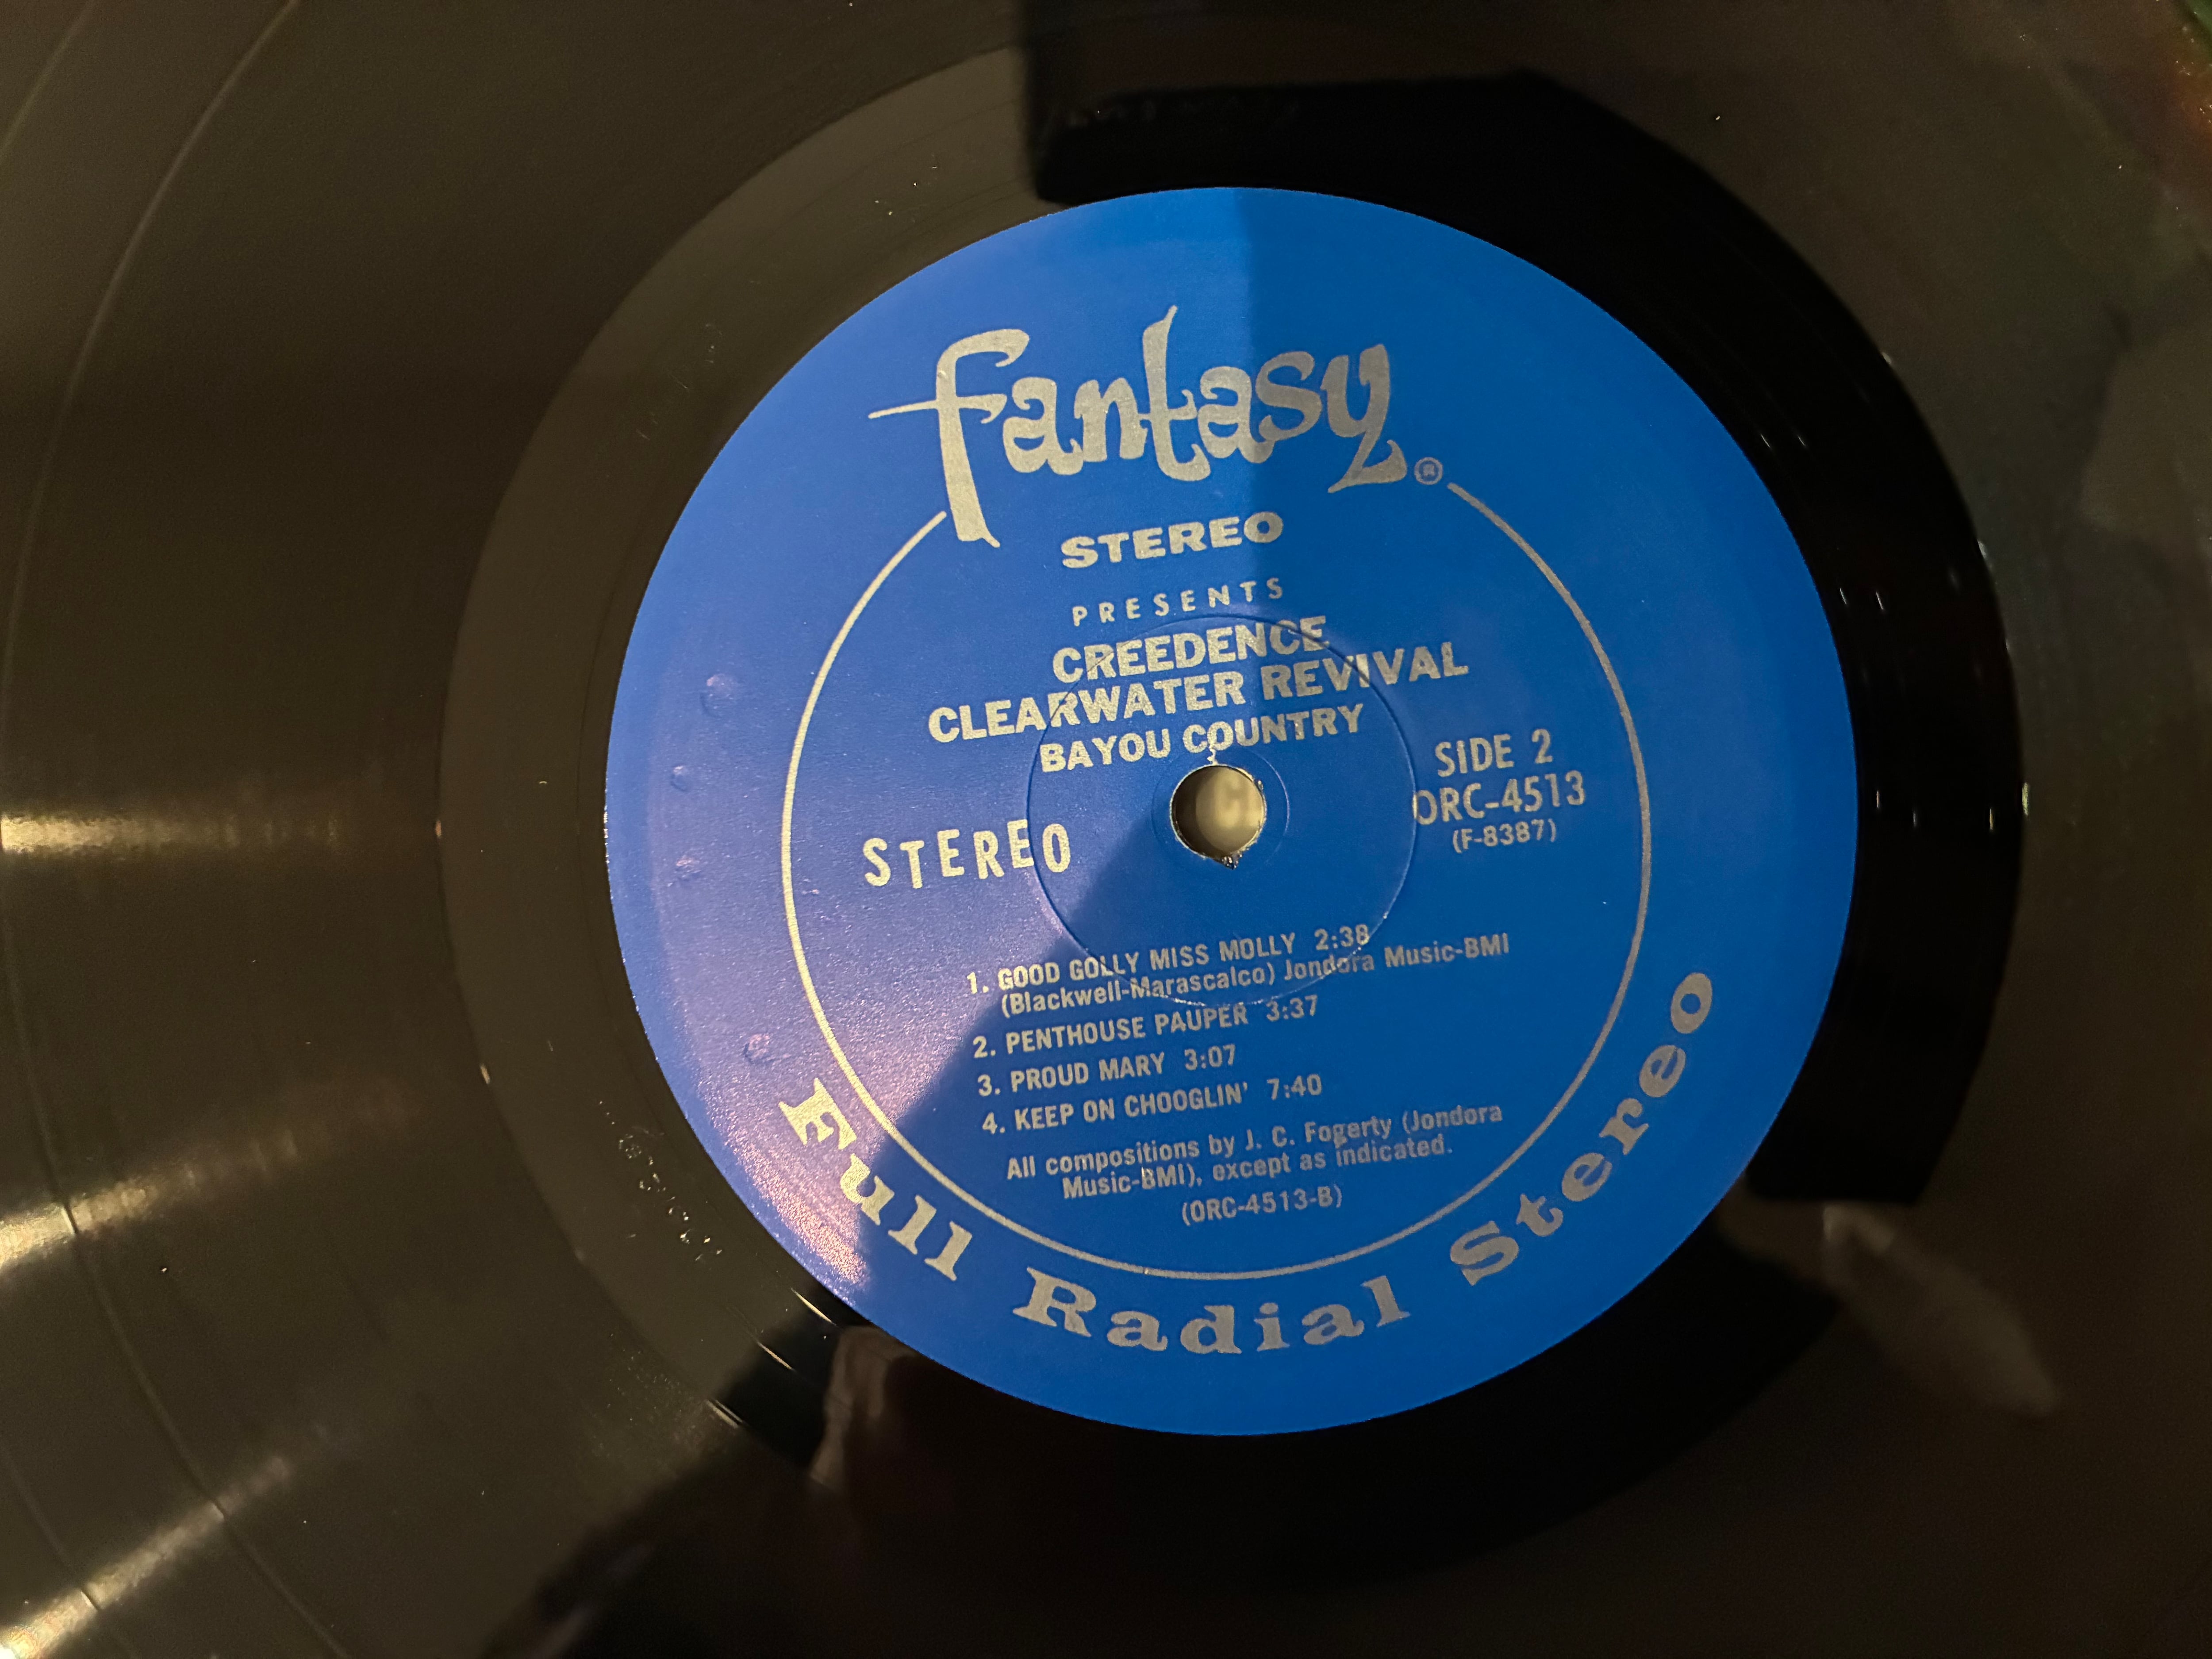 fantasy®
STEREO
PRESENTS
CREEDENCE
CLEARWATER REVIVAL
BAYOU COUNTRY
SIDE 2
ORC-4513
(F-8387)
STEREO
1. GOOD GOLLY MISS MOLLY 2:38
(Blackwell-Marascalco) Jondora Music-BMI
2. PENTHOUSE PAUPER 3:37
3. PROUD MARY 3:07
4. KEEP ON CHOOGLIN' 7:40
All compositions by J. C. Fogerty (Jondora
Music-BMI), except as indicated.
(ORC-4513-B)
Full Radial Stereo